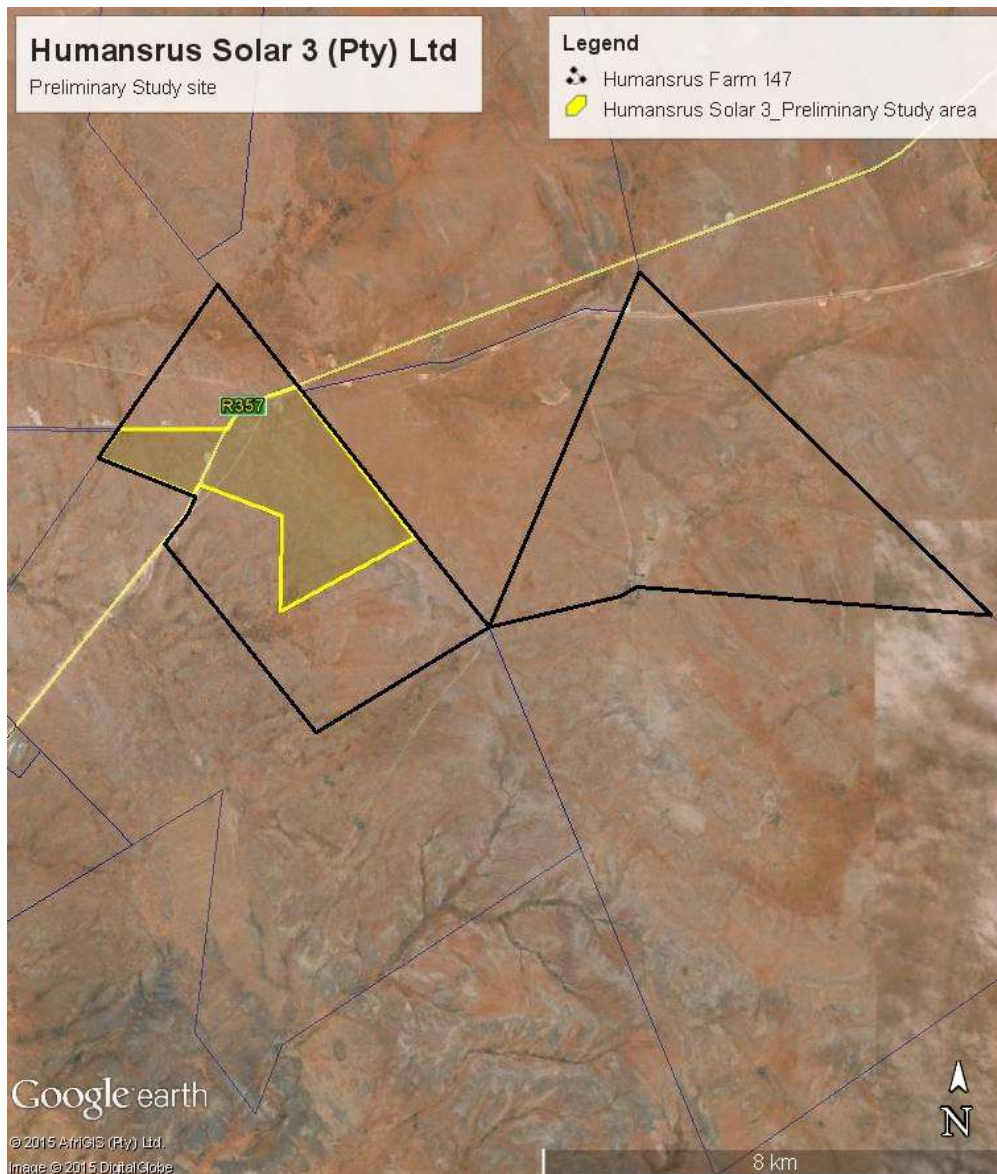 Humansrus Solar 3 (Pty) Ltd
Preliminary Study site
Legend
Humansrus Farm 147
Humansrus Solar 3_Preliminary Study area
R357
Google earth
© 2015 AfriGIS (Pty) Ltd.
Image © 2015 DigitalGlobe
8 km
N